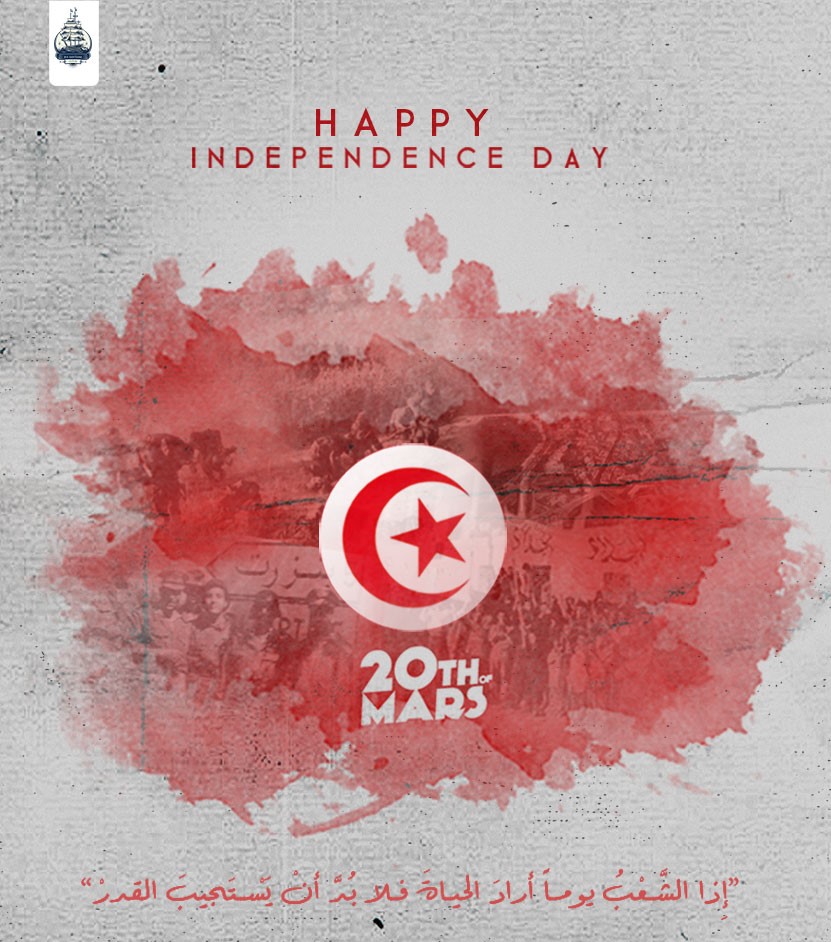 HAPPY
INDEPENDENCE DAY
20TH OF
MARS
”إِذا الشَّعْبُ يوماً أرادَ الحياةَ فلا بُدَّ أنْ يَسْتَجيبَ القدرْ“